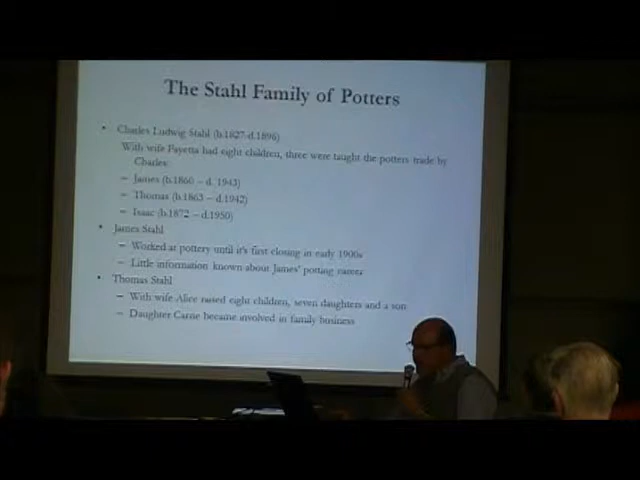 The Stahl Family of Potters
• Charles Ludwig Stahl (b.1827-d.1896)
With wife Fayetta had eight children, three were taught the potters trade by
Charles:
– James (b.1860 – d. 1943)
– Thomas (b.1863 – d.1942)
– Isaac (b.1872 – d.1950)
• James Stahl
– Worked at pottery until it's first closing in early 1900s
– Little information known about James' potting career
• Thomas Stahl
– With wife Alice raised eight children, seven daughters and a son
– Daughter Carrie became involved in family business